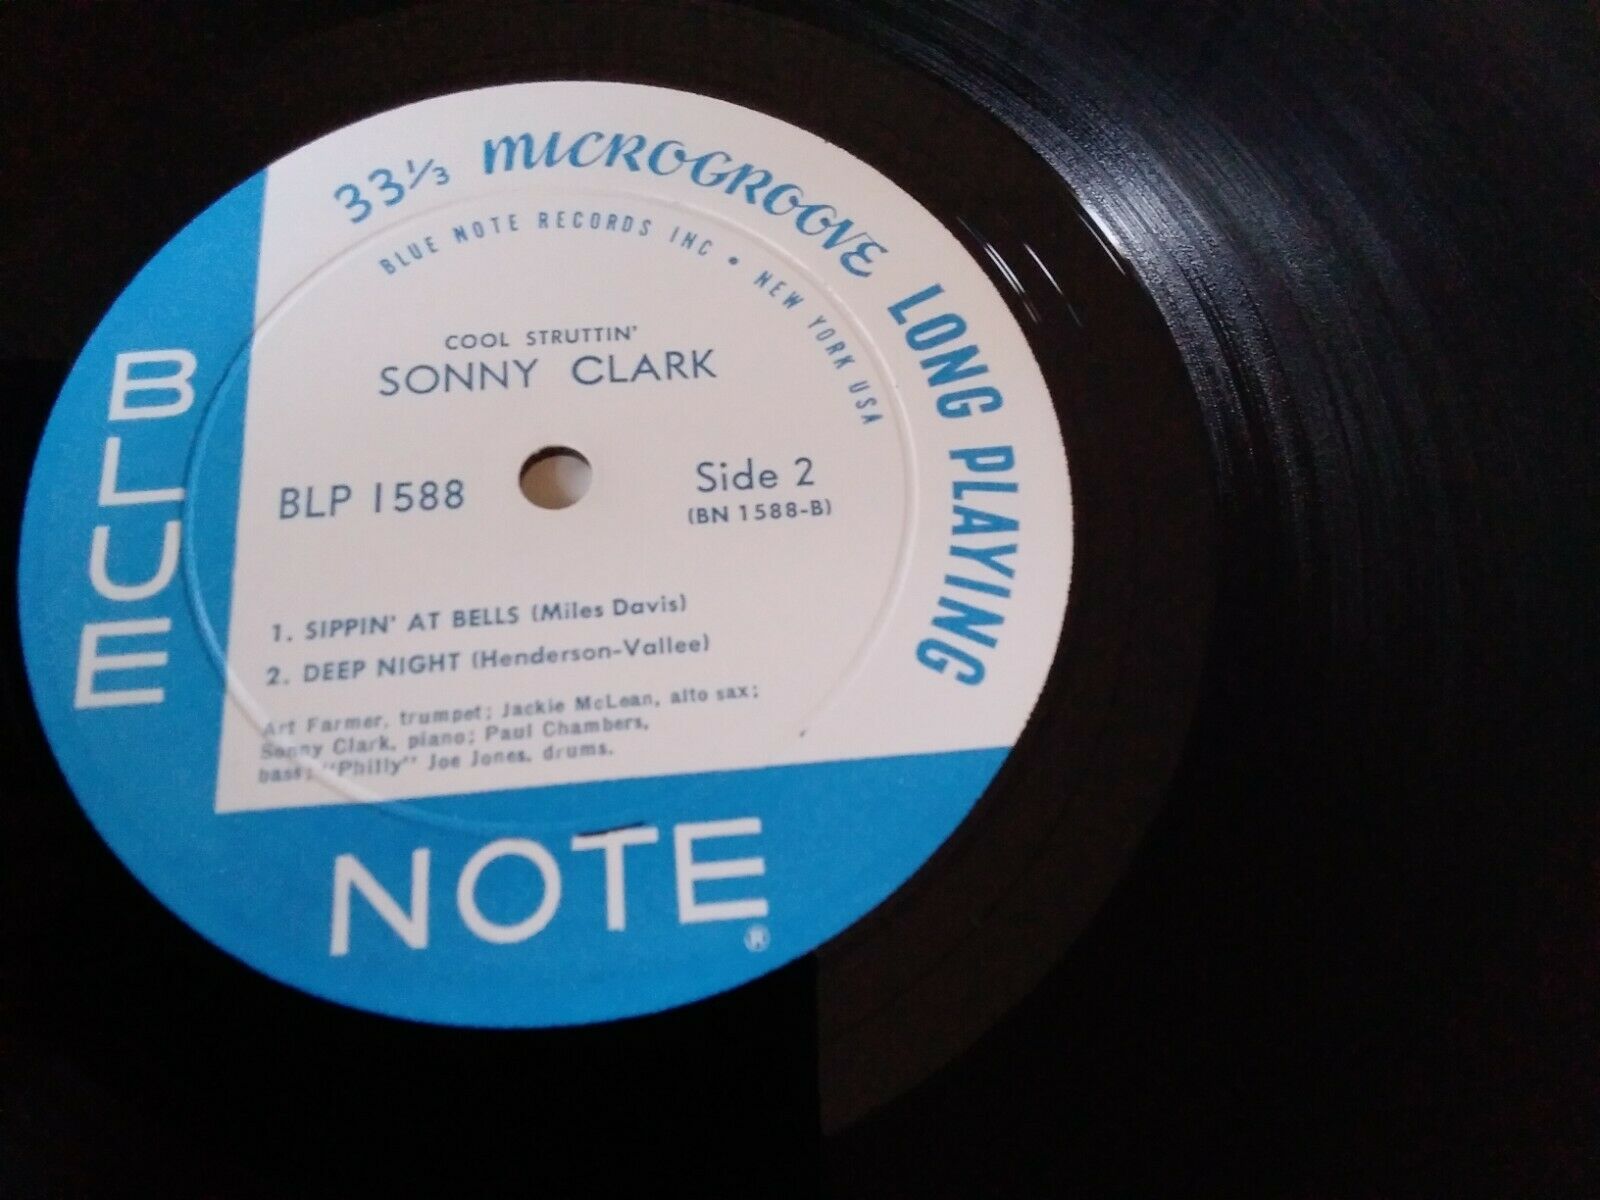 33⅓ MICROGROOVE LONG PLAYING
BLUE NOTE RECORDS INC • NEW YORK USA
COOL STRUTTIN'
SONNY CLARK
BLP 1588
Side 2
(BN 1588-B)
1. SIPPIN' AT BELLS (Miles Davis)
2. DEEP NIGHT (Henderson-Vallee)
Art Farmer, trumpet; Jackie McLean, alto sax;
Sonny Clark, piano; Paul Chambers,
bass; "Philly" Joe Jones, drums.
BLUE
NOTE
®